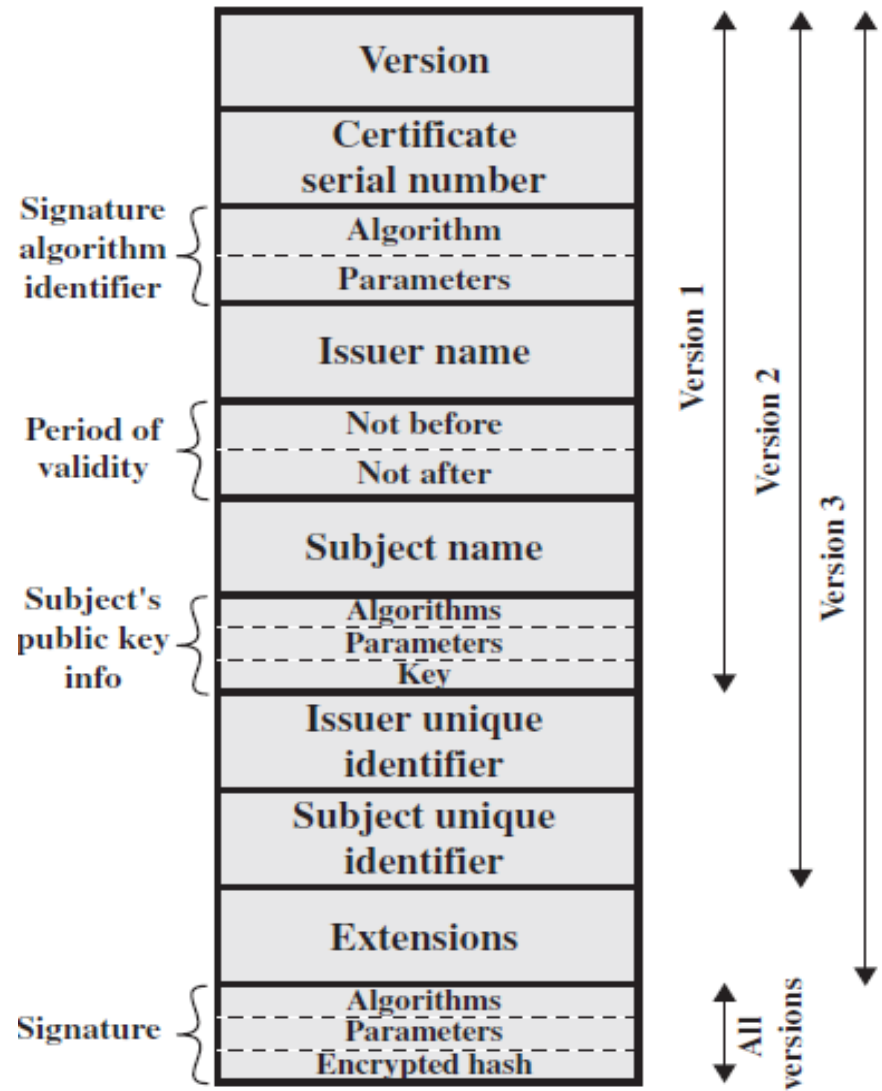 Version
Certificate
serial number
Signature
algorithm
identifier
Algorithm
Parameters
Issuer name
Period of
validity
Not before
Not after
Subject name
Subject's
public key
info
Algorithms
Parameters
Key
Issuer unique
identifier
Subject unique
identifier
Extensions
Signature
Algorithms
Parameters
Encrypted hash
Version 1
Version 2
Version 3
All
versions